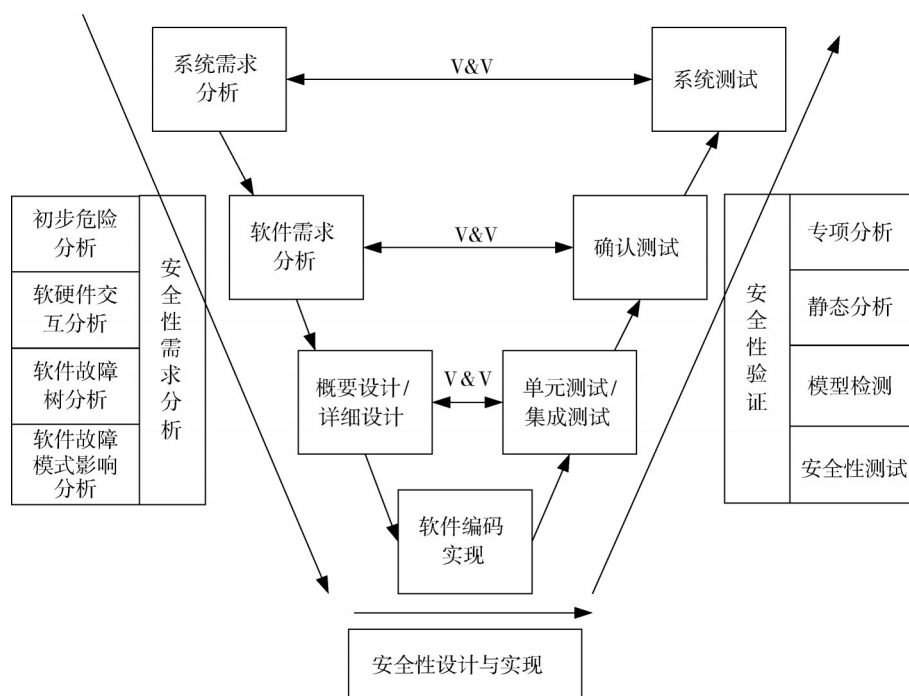 系统需求
分析
V&V
系统测试
初步危险
分析
软硬件交
互分析
软件故障
树分析
软件故障
模式影响
分析
安全性需求分析
软件需求
分析
V&V
确认测试
概要设计/
详细设计
V&V
单元测试/
集成测试
软件编码
实现
安全性验证
专项分析
静态分析
模型检测
安全性测试
安全性设计与实现